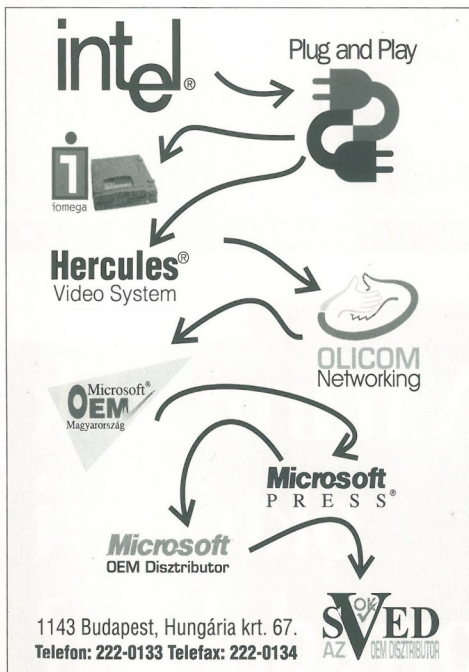 intel®
Plug and Play
i
iomega
Hercules®
Video System
OLICOM
Networking
Microsoft®
OEM
Magyarország
Microsoft
PRESS®
Microsoft
OEM Disztributor
OK
SVED
AZ OEM DISZTRIBUTOR
1143 Budapest, Hungária krt. 67.
Telefon: 222-0133 Telefax: 222-0134